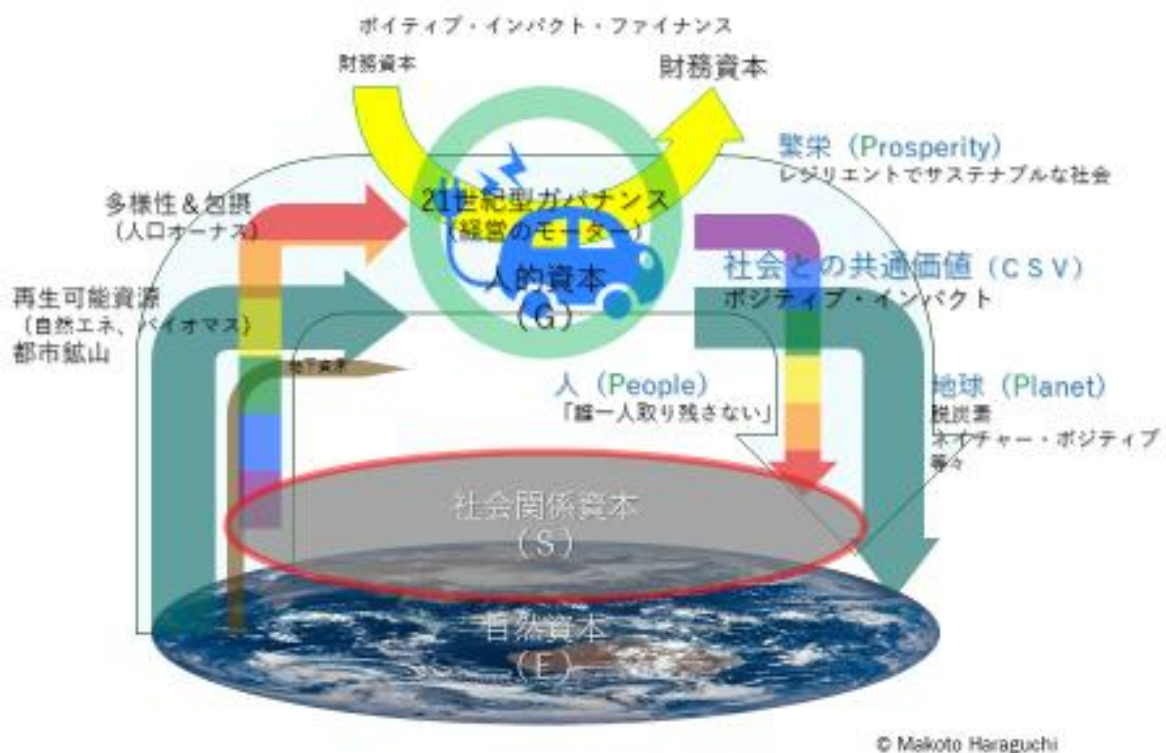 ポイティブ・インパクト・ファイナンス
財務資本
財務資本
繁栄（Prosperity）
レジリエントでサステナブルな社会
多様性＆包摂
（人口オーナス）
21世紀型ガバナンス
（経営のモーター）
人的資本
（G）
社会との共通価値（CSV）
ポジティブ・インパクト
再生可能資源
（自然エネ、バイオマス）
都市鉱山
地下資源
人（People）
「誰一人取り残さない」
地球（Planet）
脱炭素
ネイチャー・ポジティブ
等々
社会関係資本
（S）
自然資本
（E）
© Makoto Haraguchi